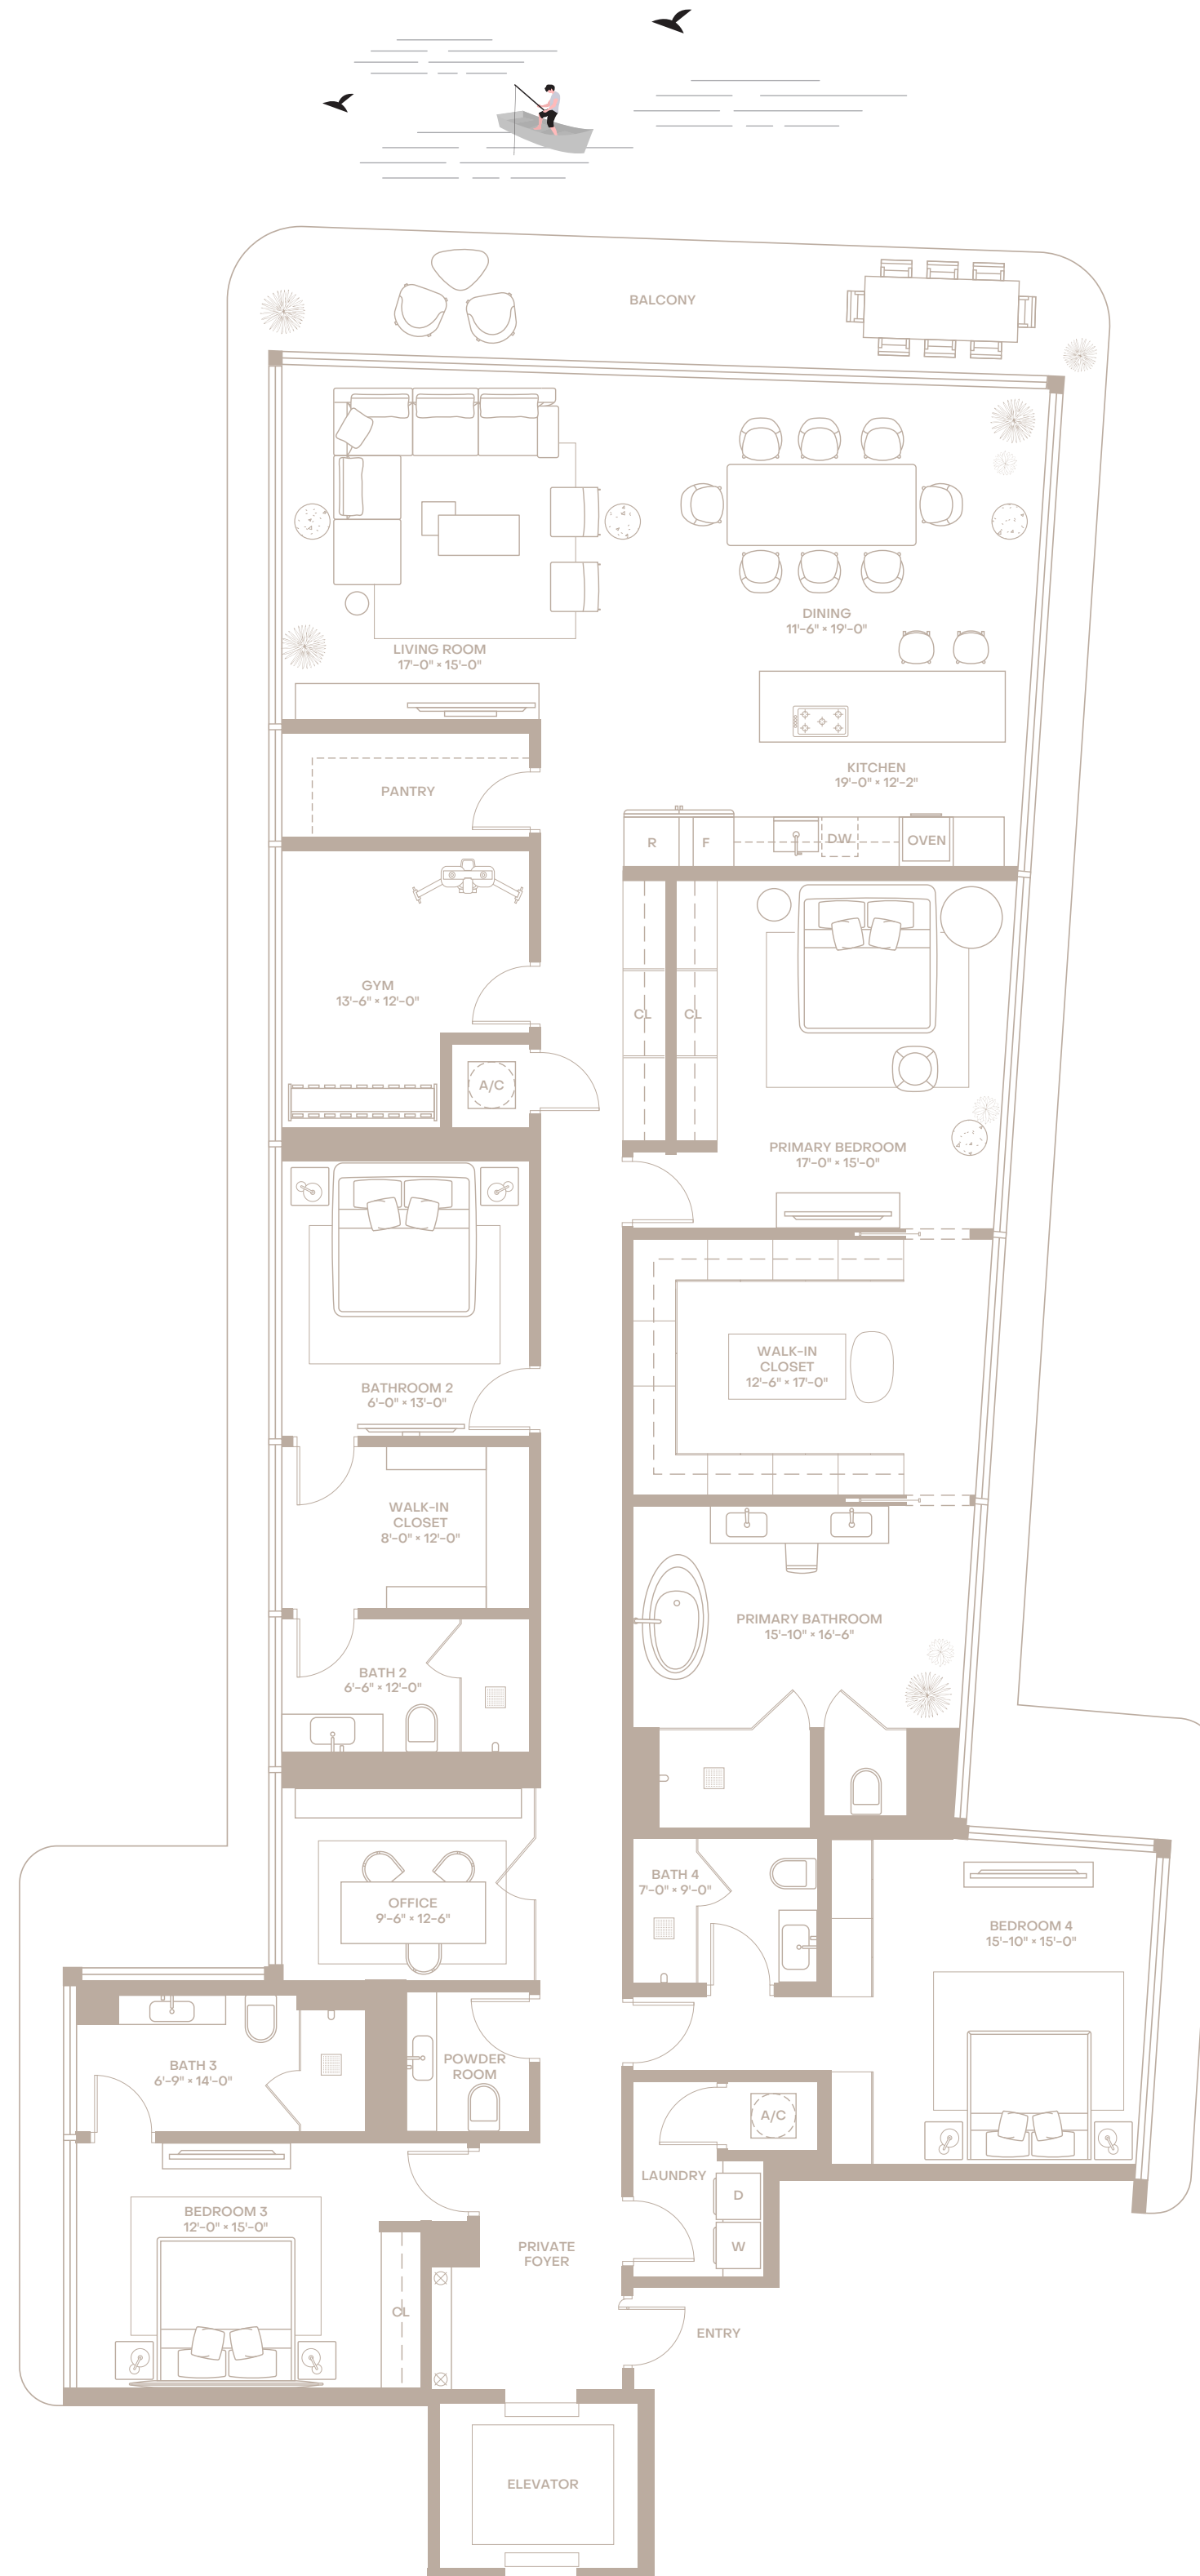 BALCONY
DINING
11'-6" × 19'-0"
LIVING ROOM
17'-0" × 15'-0"
KITCHEN
19'-0" × 12'-2"
PANTRY
R
F
DW
OVEN
GYM
13'-6" × 12'-0"
CL
CL
A/C
PRIMARY BEDROOM
17'-0" × 15'-0"
WALK-IN
CLOSET
12'-6" × 17'-0"
BATHROOM 2
6'-0" × 13'-0"
WALK-IN
CLOSET
8'-0" × 12'-0"
PRIMARY BATHROOM
15'-10" × 16'-6"
BATH 2
6'-6" × 12'-0"
BATH 4
7'-0" × 9'-0"
OFFICE
9'-6" × 12-6"
BEDROOM 4
15'-10" × 15'-0"
BATH 3
6'-9" × 14'-0"
POWDER
ROOM
A/C
LAUNDRY
D
W
BEDROOM 3
12'-0" × 15'-0"
PRIVATE
FOYER
CL
ENTRY
ELEVATOR